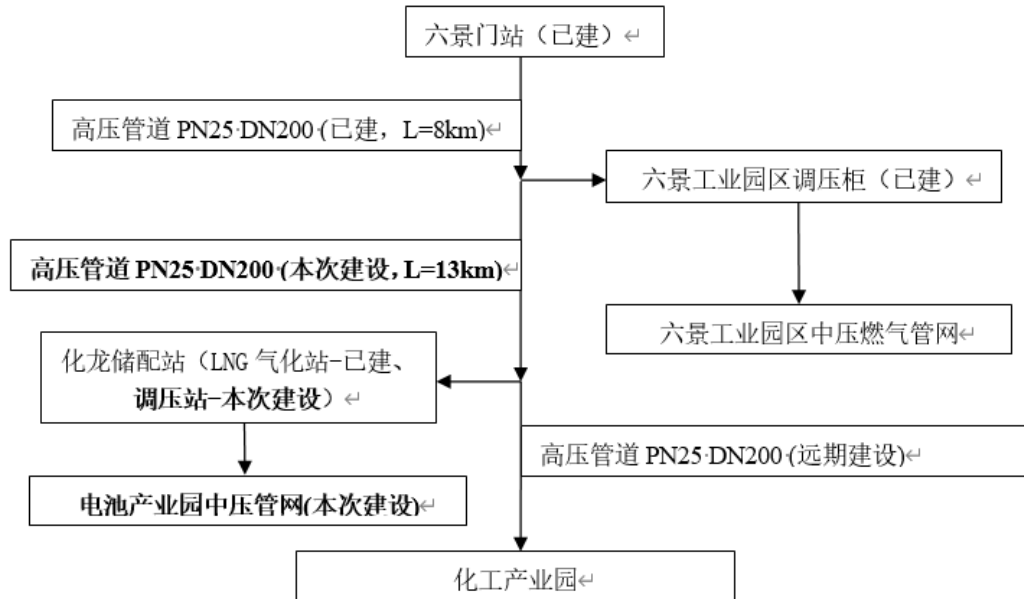 六景门站（已建）↵
高压管道 PN25·DN200·(已建，L=8km)↵
六景工业园区调压柜（已建）↵
高压管道 PN25·DN200·(本次建设，L=13km)↵
六景工业园区中压燃气管网↵
化龙储配站（LNG 气化站-已建、
调压站-本次建设）↵
高压管道 PN25·DN200·(远期建设)↵
电池产业园中压管网(本次建设)↵
化工产业园↵